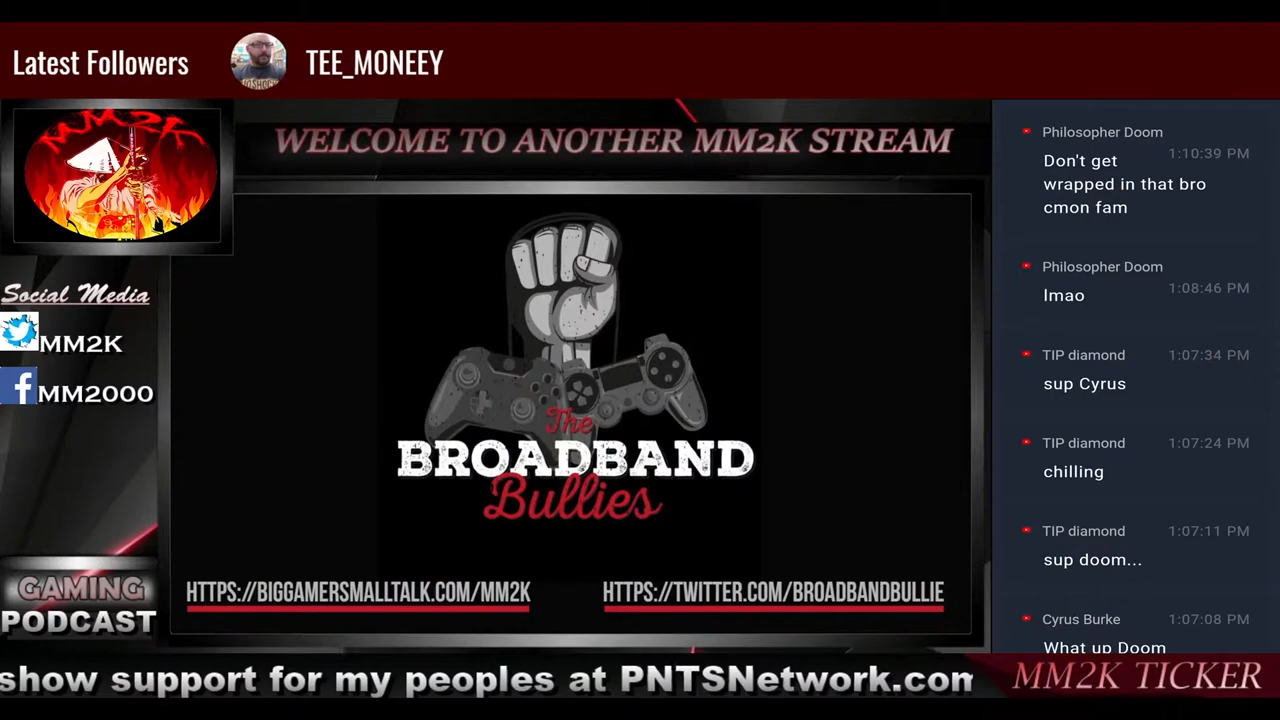 Latest Followers
TEE_MONEEY
MM2K
WELCOME TO ANOTHER MM2K STREAM
Social Media
MM2K
MM2000
GAMING
PODCAST
The
BROADBAND
Bullies
HTTPS://BIGGAMERSMALLTALK.COM/MM2K
HTTPS://TWITTER.COM/BROADBANDBULLIE
Philosopher Doom
1:10:39 PM
Don't get
wrapped in that bro
cmon fam
Philosopher Doom
1:08:46 PM
lmao
TIP diamond 1:07:34 PM
sup Cyrus
TIP diamond 1:07:24 PM
chilling
TIP diamond 1:07:11 PM
sup doom...
Cyrus Burke 1:07:08 PM
What up Doom
show support for my peoples at PNTSNetwork.com
MM2K TICKER